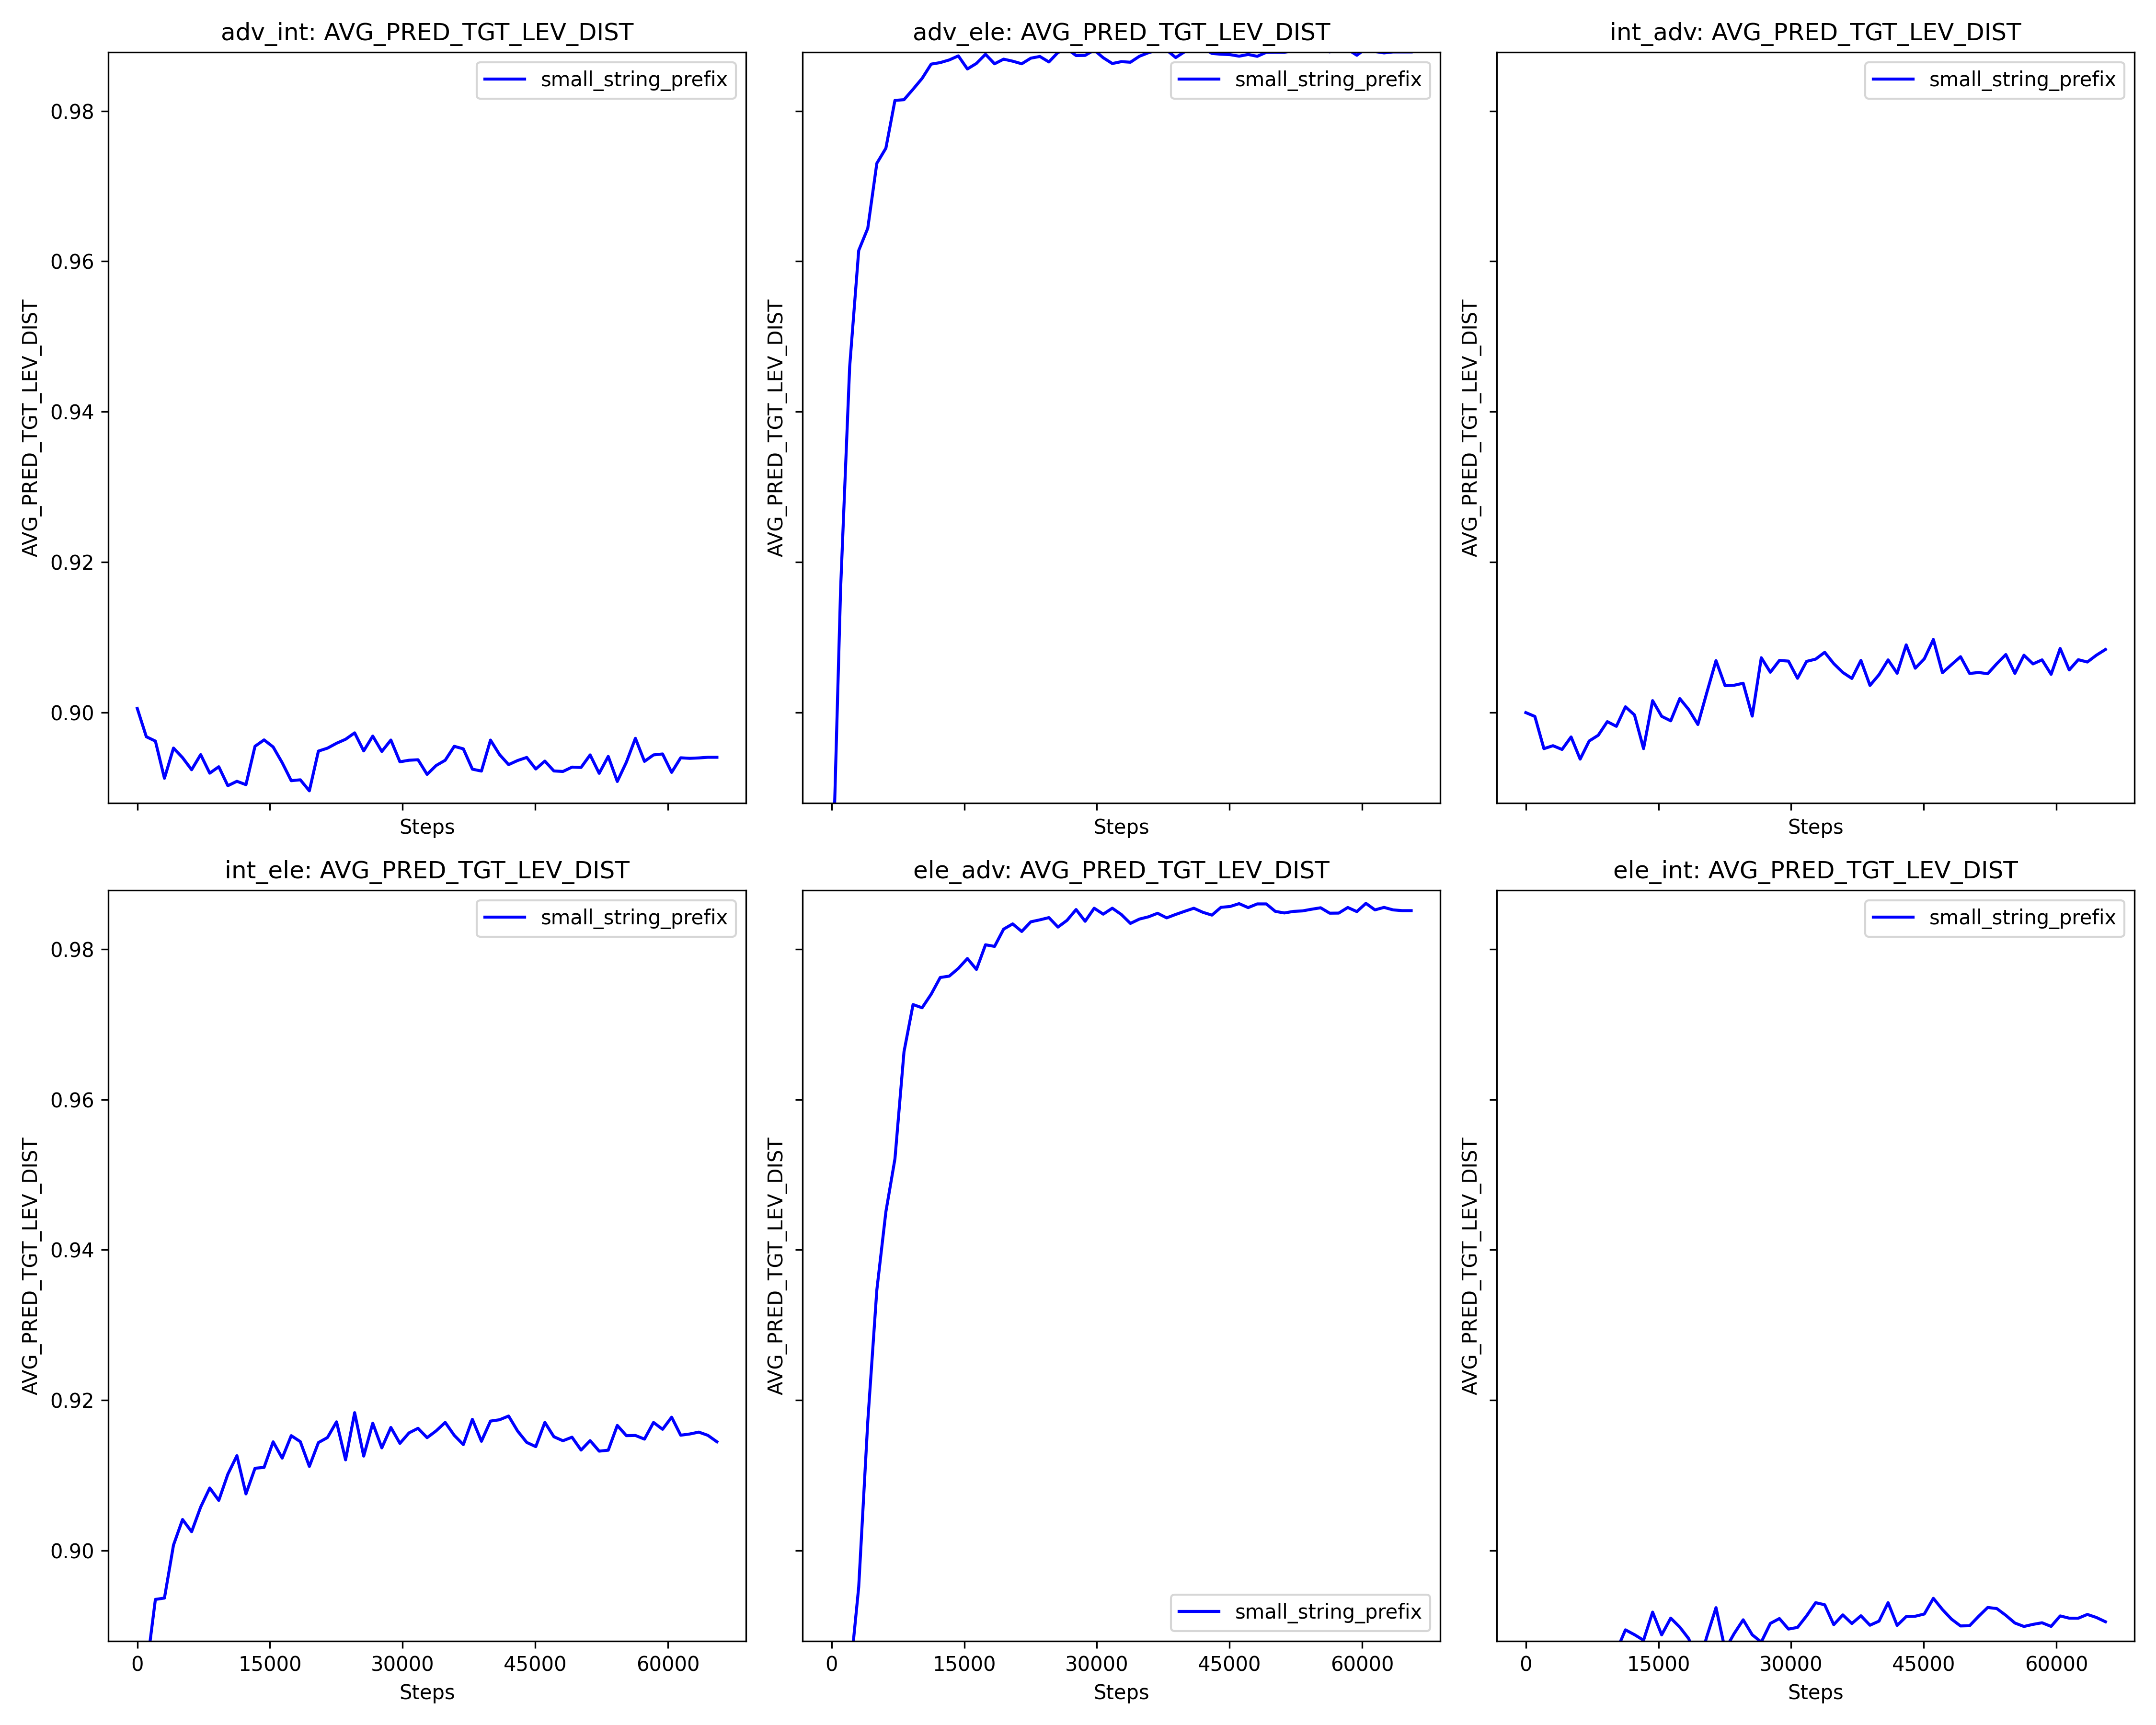 adv_int: AVG_PRED_TGT_LEV_DIST
adv_ele: AVG_PRED_TGT_LEV_DIST
int_adv: AVG_PRED_TGT_LEV_DIST
small_string_prefix
small_string_prefix
small_string_prefix
AVG_PRED_TGT_LEV_DIST
AVG_PRED_TGT_LEV_DIST
AVG_PRED_TGT_LEV_DIST
0.98
0.96
0.94
0.92
0.90
Steps
Steps
Steps
int_ele: AVG_PRED_TGT_LEV_DIST
ele_adv: AVG_PRED_TGT_LEV_DIST
ele_int: AVG_PRED_TGT_LEV_DIST
small_string_prefix
small_string_prefix
small_string_prefix
AVG_PRED_TGT_LEV_DIST
AVG_PRED_TGT_LEV_DIST
AVG_PRED_TGT_LEV_DIST
0.98
0.96
0.94
0.92
0.90
0 15000 30000 45000 60000
0 15000 30000 45000 60000
0 15000 30000 45000 60000
Steps
Steps
Steps